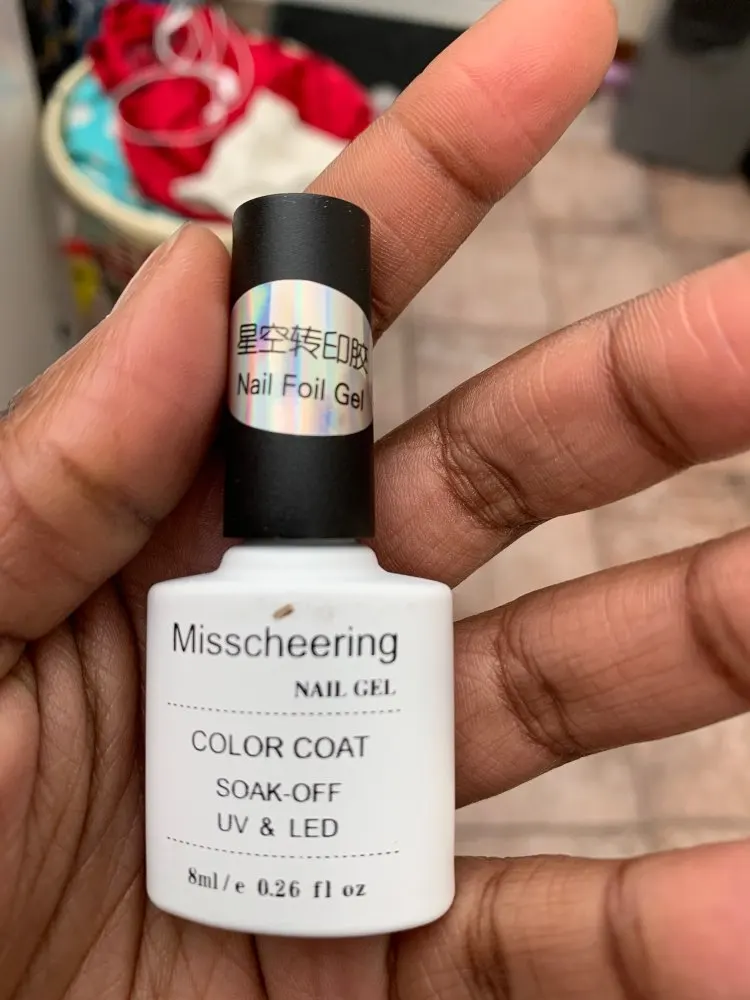 星空转印胶
Nail Foil Gel
Misscheering
NAIL GEL
COLOR COAT
SOAK-OFF
UV & LED
8ml/e 0.26 fl oz